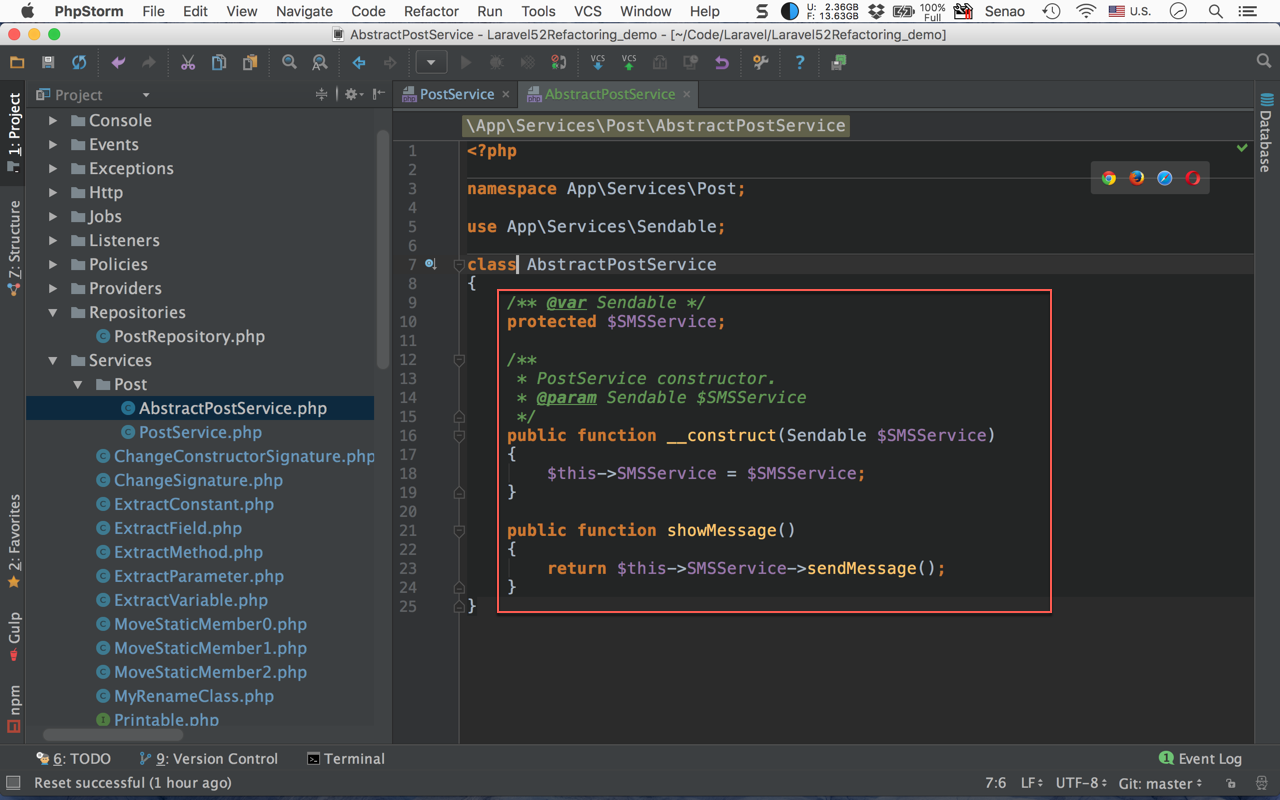 PhpStorm File Edit View Navigate Code Refactor Run Tools VCS Window Help U: 2.36GB F: 13.63GB 100% Full Senao U.S.
AbstractPostService - Laravel52Refactoring_demo - [~/Code/Laravel/Laravel52Refactoring_demo]
VCS VCS
Project
PostService
AbstractPostService
\App\Services\Post\AbstractPostService
1: Project
7: Structure
2: Favorites
Gulp
npm
Console
Events
Exceptions
Http
Jobs
Listeners
Policies
Providers
Repositories
PostRepository.php
Services
Post
AbstractPostService.php
PostService.php
ChangeConstructorSignature.php
ChangeSignature.php
ExtractConstant.php
ExtractField.php
ExtractMethod.php
ExtractParameter.php
ExtractVariable.php
MoveStaticMember0.php
MoveStaticMember1.php
MoveStaticMember2.php
MyRenameClass.php
Printable.php
1 <?php
2
3 namespace App\Services\Post;
4
5 use App\Services\Sendable;
6
7 class AbstractPostService
8 {
9 /** @var Sendable */
10 protected $SMSService;
11
12 /**
13 * PostService constructor.
14 * @param Sendable $SMSService
15 */
16 public function __construct(Sendable $SMSService)
17 {
18 $this->SMSService = $SMSService;
19 }
20
21 public function showMessage()
22 {
23 return $this->SMSService->sendMessage();
24 }
25 }
Database
6: TODO 9: Version Control Terminal 1 Event Log
Reset successful (1 hour ago) 7:6 LF UTF-8 Git: master